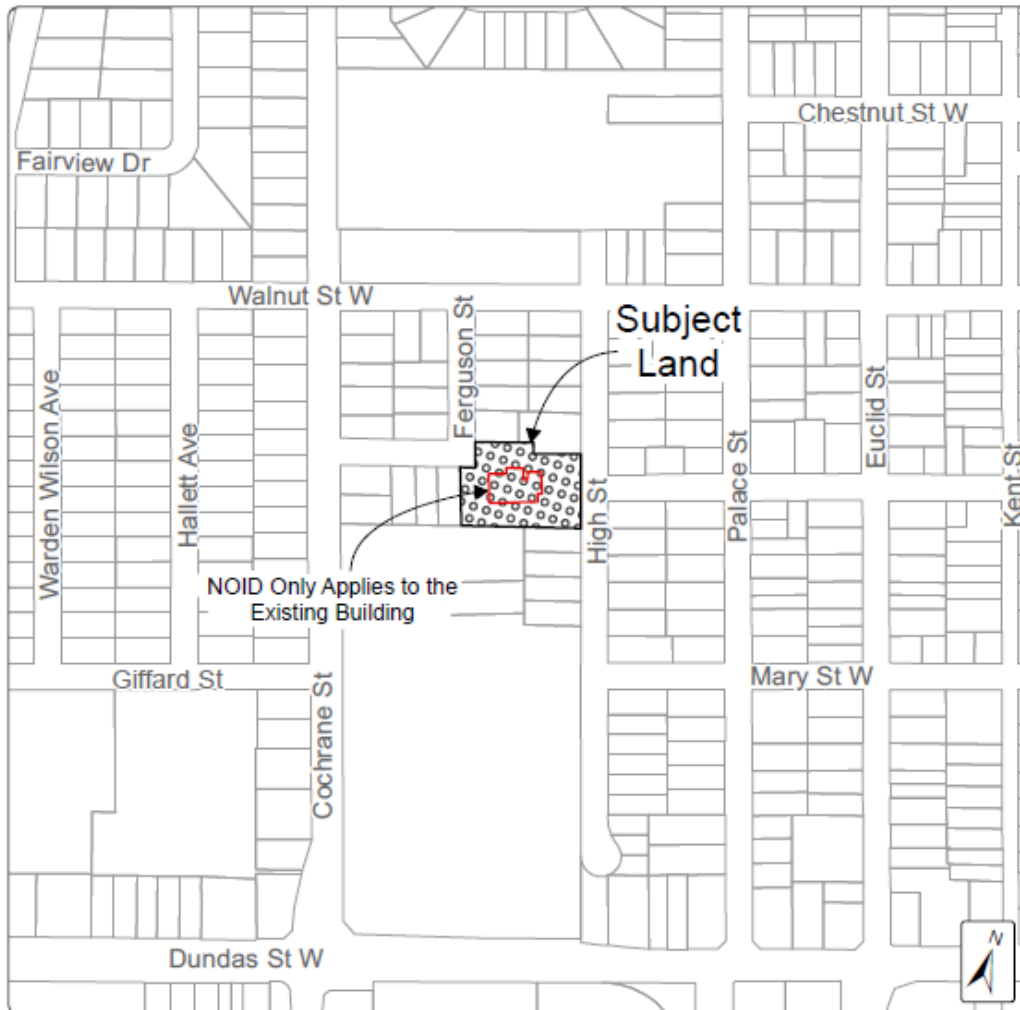 Chestnut St W
Fairview Dr
Walnut St W
Ferguson St
Subject
Land
Warden Wilson Ave
Hallett Ave
Euclid St
Palace St
Kent St
High St
NOID Only Applies to the
Existing Building
Giffard St
Mary St W
Cochrane St
Dundas St W
N